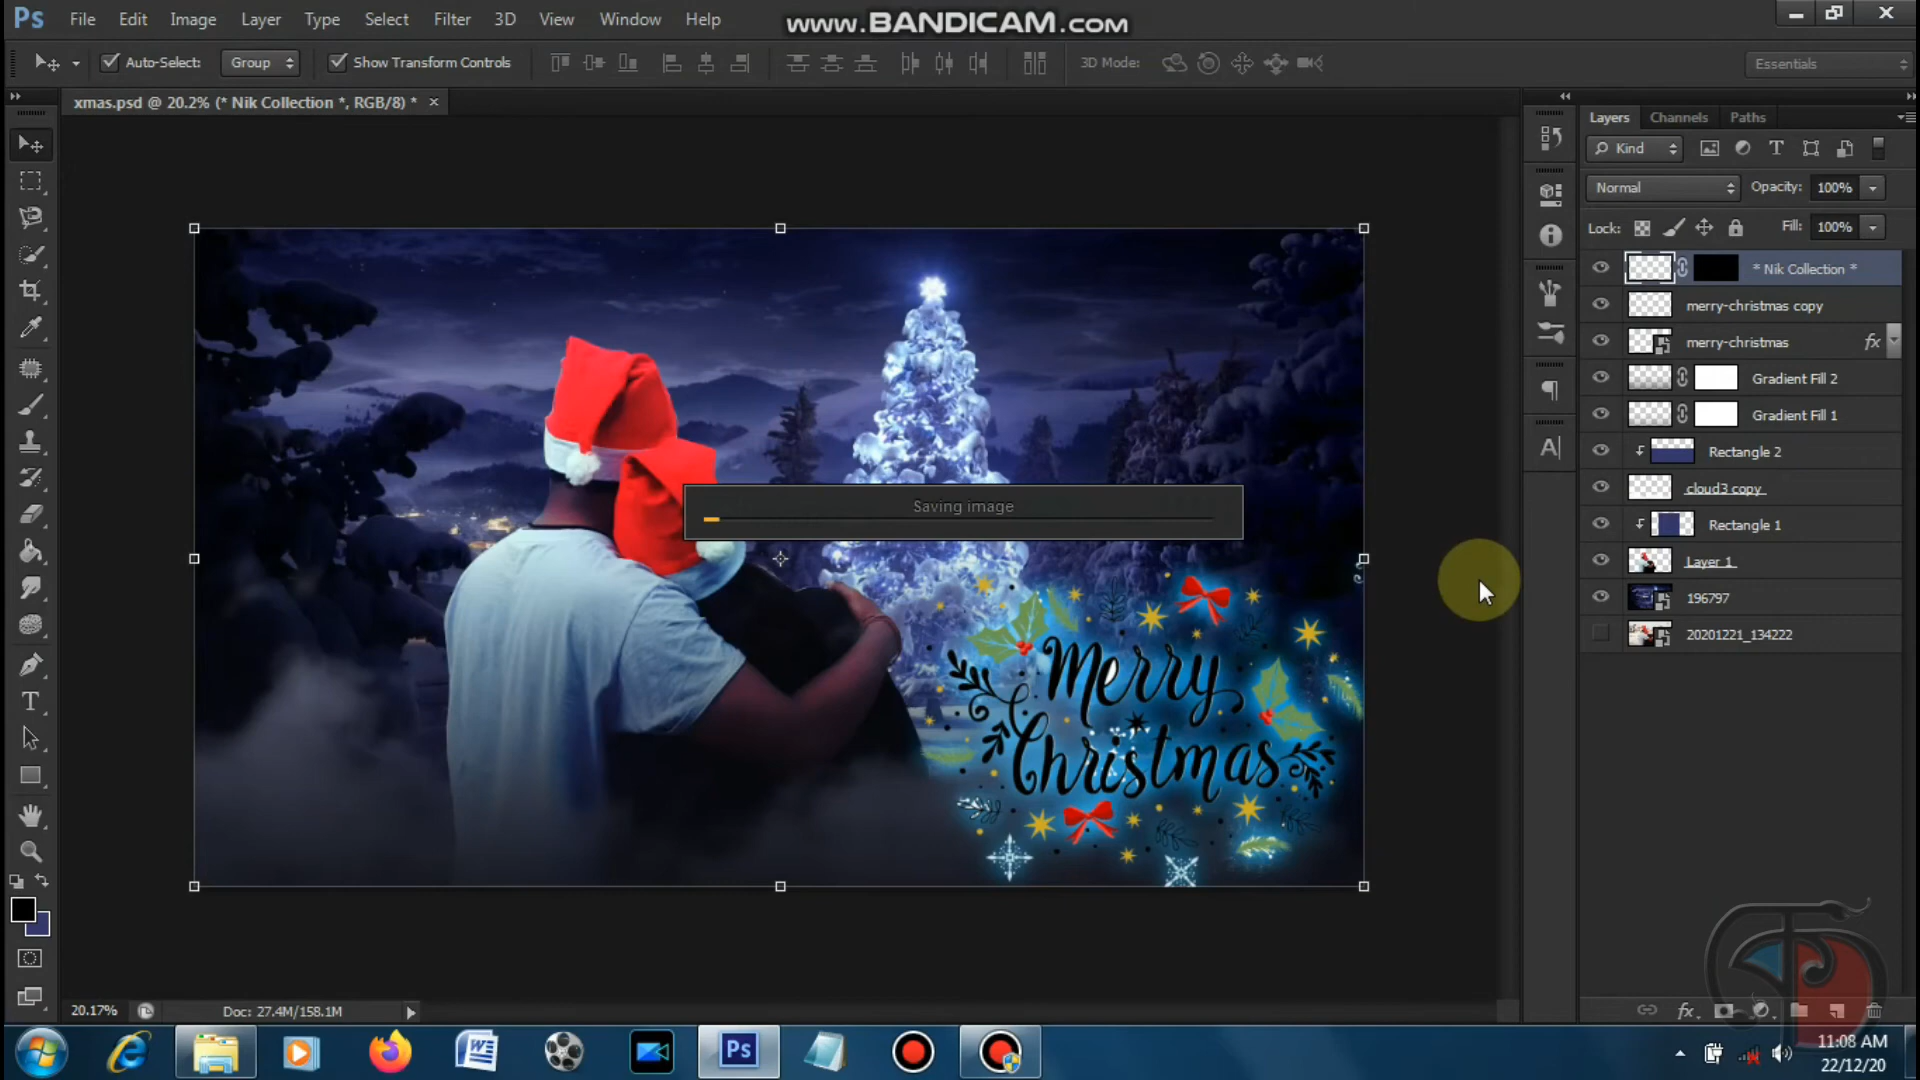 Ps File Edit Image Layer Type Select Filter 3D View Window Help
www.BANDICAM.com
Auto-Select: Group Show Transform Controls 3D Mode: Essentials
xmas.psd @ 20.2% (* Nik Collection *, RGB/8) *
Layers Channels Paths
Kind
Normal Opacity: 100%
Lock: Fill: 100%
* Nik Collection *
merry-christmas copy
merry-christmas fx
Gradient Fill 2
Gradient Fill 1
Rectangle 2
cloud3 copy
Rectangle 1
Layer 1
196797
20201221_134222
Saving image
Merry
Christmas
20.17% Doc: 27.4M/158.1M
fx
Ps
11:08 AM
22/12/20